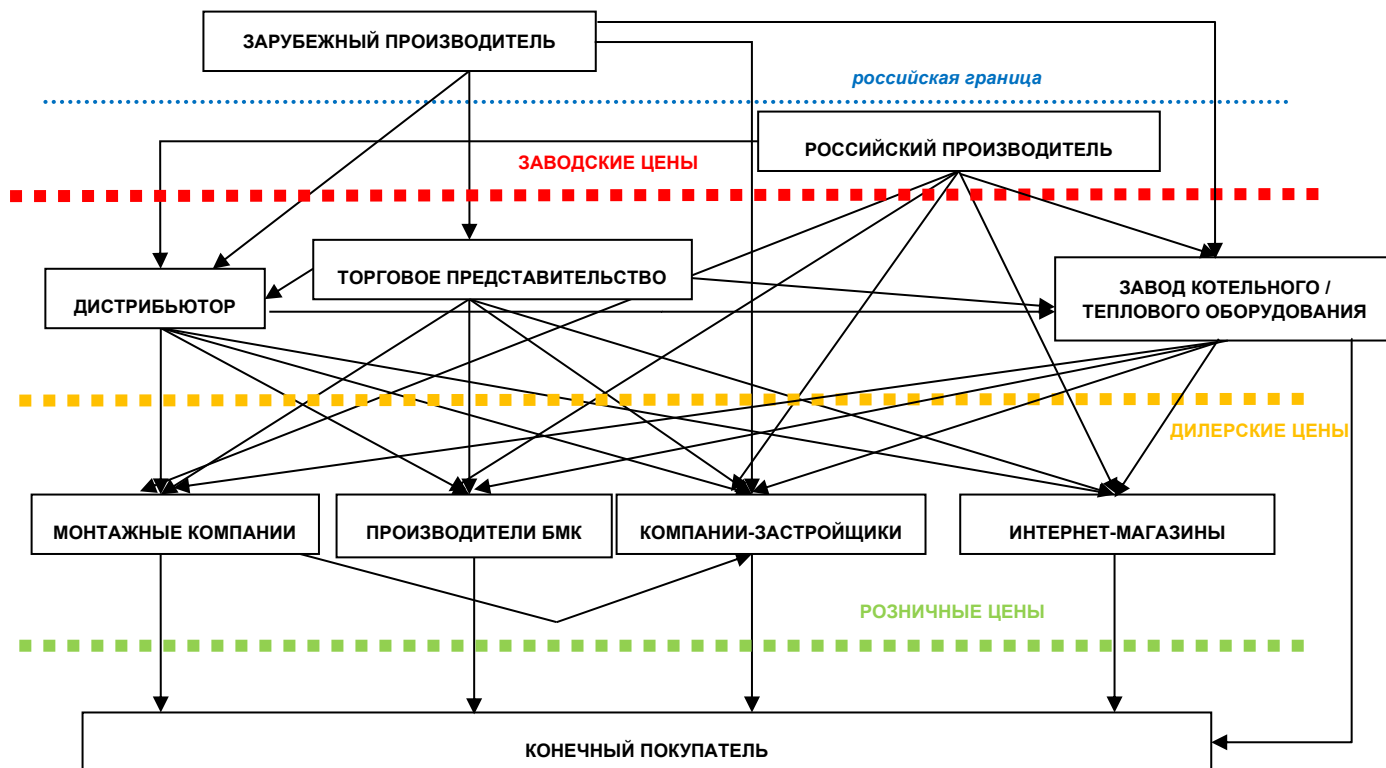 ЗАРУБЕЖНЫЙ ПРОИЗВОДИТЕЛЬ
российская граница
РОССИЙСКИЙ ПРОИЗВОДИТЕЛЬ
ЗАВОДСКИЕ ЦЕНЫ
ТОРГОВОЕ ПРЕДСТАВИТЕЛЬСТВО
ДИСТРИБЬЮТОР
ЗАВОД КОТЕЛЬНОГО /
ТЕПЛОВОГО ОБОРУДОВАНИЯ
ДИЛЕРСКИЕ ЦЕНЫ
МОНТАЖНЫЕ КОМПАНИИ
ПРОИЗВОДИТЕЛИ БМК
КОМПАНИИ-ЗАСТРОЙЩИКИ
ИНТЕРНЕТ-МАГАЗИНЫ
РОЗНИЧНЫЕ ЦЕНЫ
КОНЕЧНЫЙ ПОКУПАТЕЛЬ